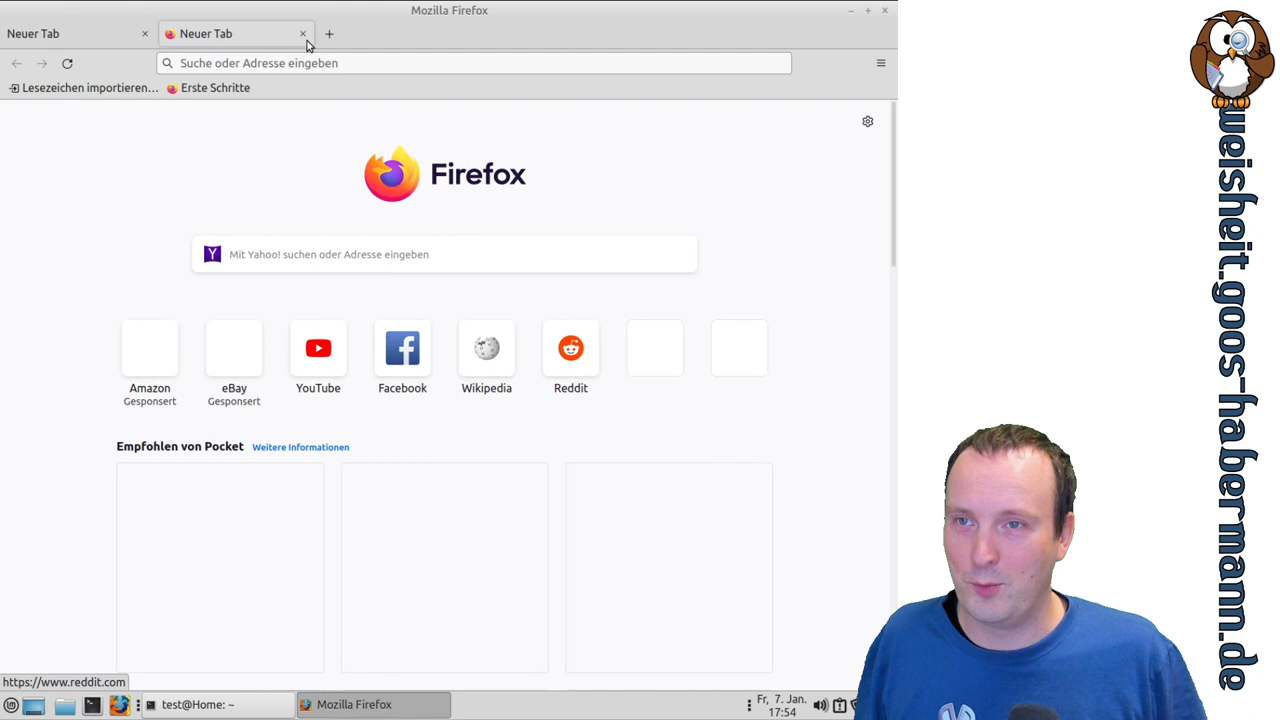 Mozilla Firefox
Neuer Tab
Neuer Tab
Suche oder Adresse eingeben
Lesezeichen importieren...
Erste Schritte
Firefox
Mit Yahoo! suchen oder Adresse eingeben
Amazon
Gesponsert
eBay
Gesponsert
YouTube
Facebook
Wikipedia
Reddit
Empfohlen von Pocket
Weitere Informationen
https://www.reddit.com
test@Home: ~
Mozilla Firefox
Fr, 7. Jan.
17:54
weisheit.goos-habermann.de